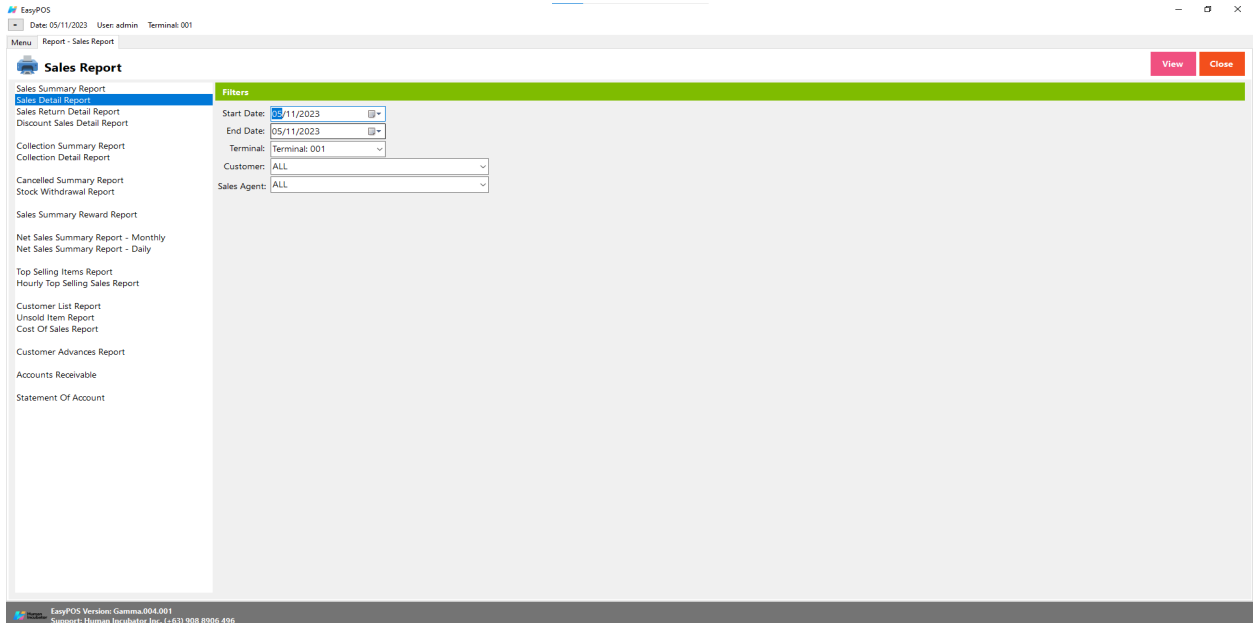 EasyPOS
Date: 05/11/2023 User: admin Terminal: 001
Menu Report - Sales Report
Sales Report
View Close
Sales Summary Report
Sales Detail Report
Sales Return Detail Report
Discount Sales Detail Report
Collection Summary Report
Collection Detail Report
Cancelled Summary Report
Stock Withdrawal Report
Sales Summary Reward Report
Net Sales Summary Report - Monthly
Net Sales Summary Report - Daily
Top Selling Items Report
Hourly Top Selling Sales Report
Customer List Report
Unsold Item Report
Cost Of Sales Report
Customer Advances Report
Accounts Receivable
Statement Of Account
Filters
Start Date: 05/11/2023
End Date: 05/11/2023
Terminal: Terminal: 001
Customer: ALL
Sales Agent: ALL
Human
Incubator
EasyPOS Version: Gamma.004.001
Support: Human Incubator Inc. (+63) 908 8906 496